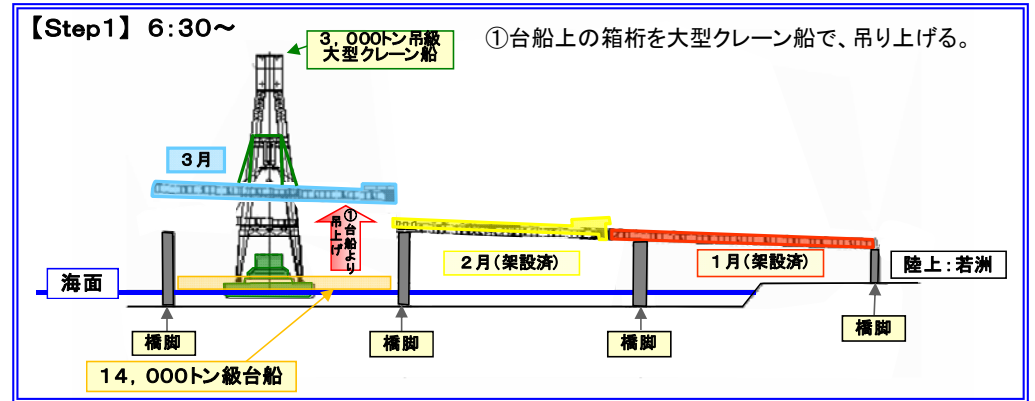 【Step1】 6:30～
3,000トン吊級
大型クレーン船
①台船上の箱桁を大型クレーン船で、吊り上げる。
3月
①台船より
吊上げ
2月(架設済)
1月(架設済)
陸上:若洲
海面
橋脚
橋脚
橋脚
橋脚
14,000トン級台船